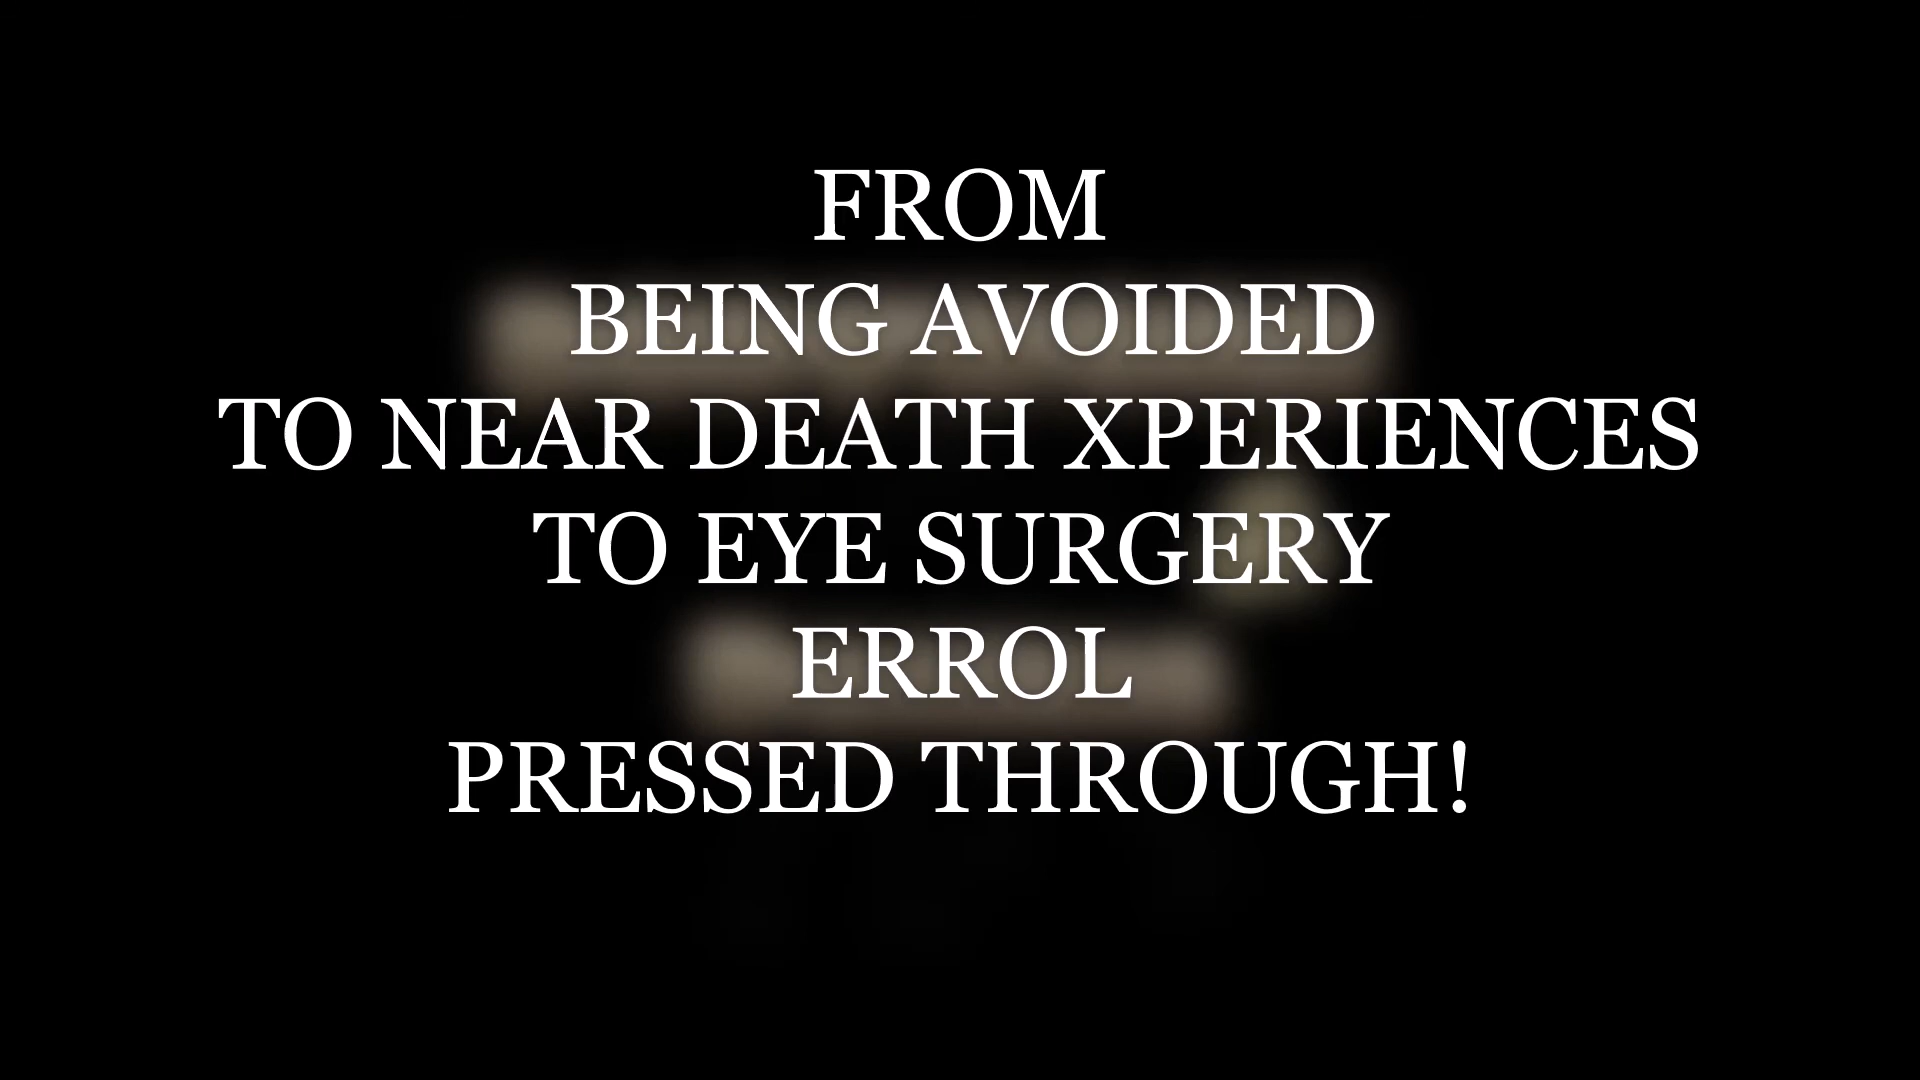 FROM
BEING AVOIDED
TO NEAR DEATH XPERIENCES
TO EYE SURGERY
ERROL
PRESSED THROUGH!